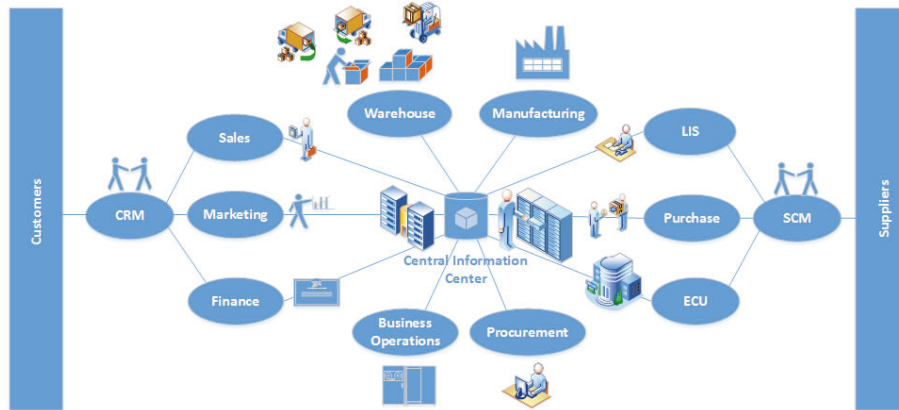 Customers
CRM
Sales
Marketing
Finance
Warehouse
Manufacturing
Central Information
Center
Business
Operations
Procurement
LIS
Purchase
ECU
SCM
Suppliers